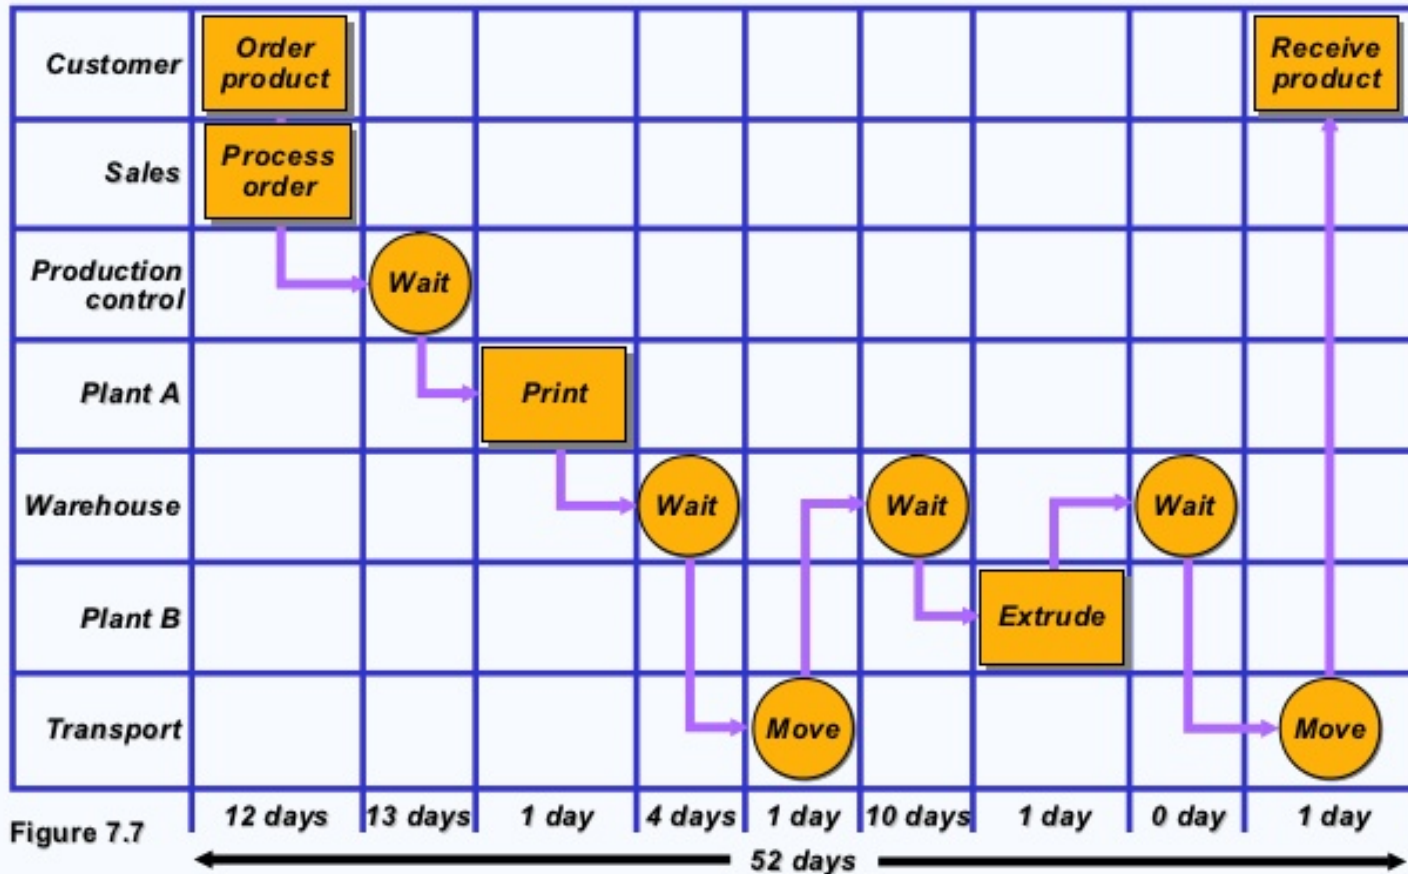 Customer
Order
product
Receive
product
Sales
Process
order
Production
control
Wait
Plant A
Print
Warehouse
Wait
Wait
Wait
Plant B
Extrude
Transport
Move
Move
12 days
13 days
1 day
4 days
1 day
10 days
1 day
0 day
1 day
Figure 7.7
52 days